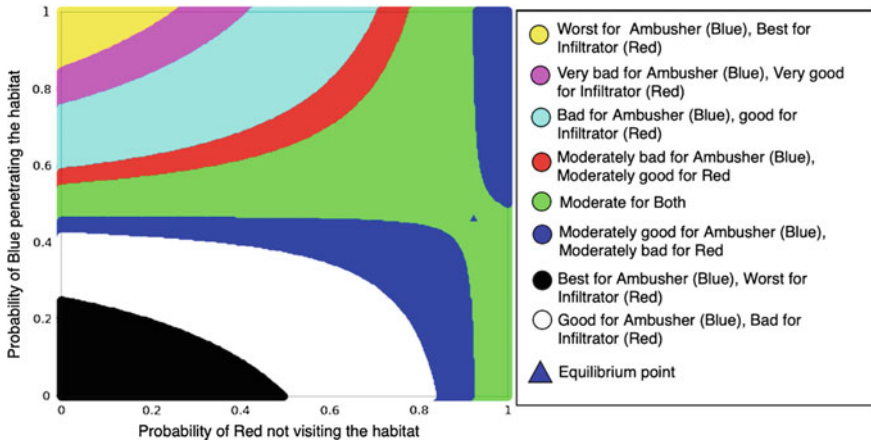 1
0.8
0.6
0.4
0.2
0
Probability of Blue penetrating the habitat
0
0.2
0.4
0.6
0.8
1
Probability of Red not visiting the habitat
Worst for Ambusher (Blue), Best for
Infiltrator (Red)
Very bad for Ambusher (Blue), Very good
for Infiltrator (Red)
Bad for Ambusher (Blue), good for
Infiltrator (Red)
Moderately bad for Ambusher (Blue),
Moderately good for Red
Moderate for Both
Moderately good for Ambusher (Blue),
Moderately bad for Red
Best for Ambusher (Blue), Worst for
Infiltrator (Red)
Good for Ambusher (Blue), Bad for
Infiltrator (Red)
Equilibrium point